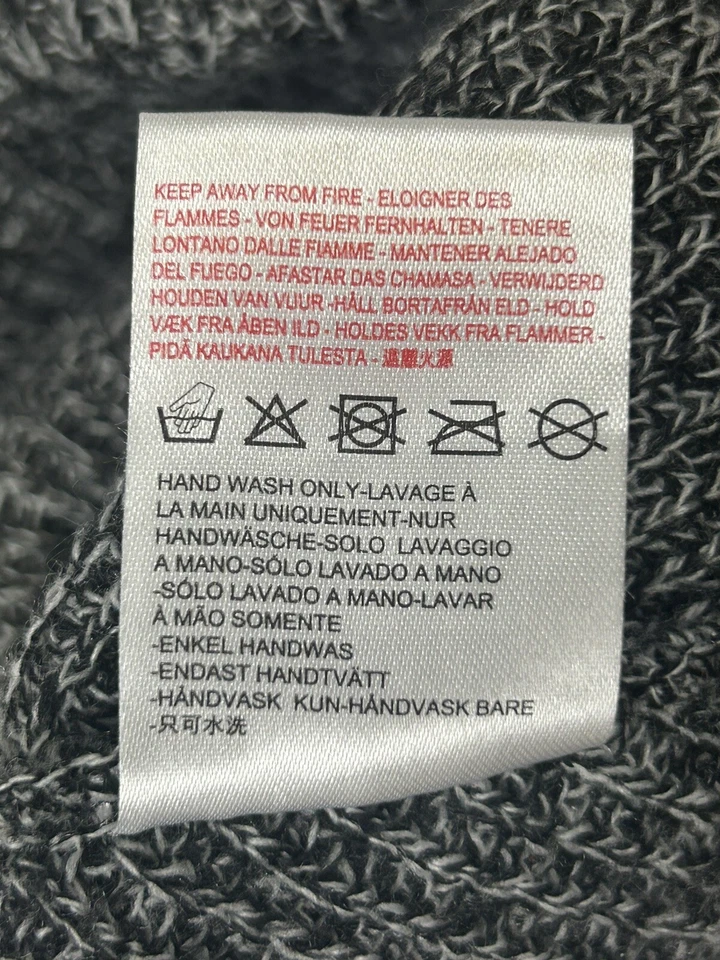 KEEP AWAY FROM FIRE - ELOIGNER DES
FLAMMES - VON FEUER FERNHALTEN - TENERE
LONTANO DALLE FIAMME - MANTENER ALEJADO
DEL FUEGO - AFASTAR DAS CHAMASA - VERWIJDERD
HOUDEN VAN VUUR -HÅLL BORTAFRÅN ELD - HOLD
VÆK FRA ÅBEN ILD - HOLDES VEKK FRA FLAMMER -
PIDÄ KAUKANA TULESTA - 遠離火源
HAND WASH ONLY-LAVAGE À
LA MAIN UNIQUEMENT-NUR
HANDWÄSCHE-SOLO LAVAGGIO
A MANO-SÓLO LAVADO A MANO
-SÓLO LAVADO A MANO-LAVAR
À MÃO SOMENTE
-ENKEL HANDWAS
-ENDAST HANDTVÄTT
-HÅNDVASK KUN-HÅNDVASK BARE
-只可水洗